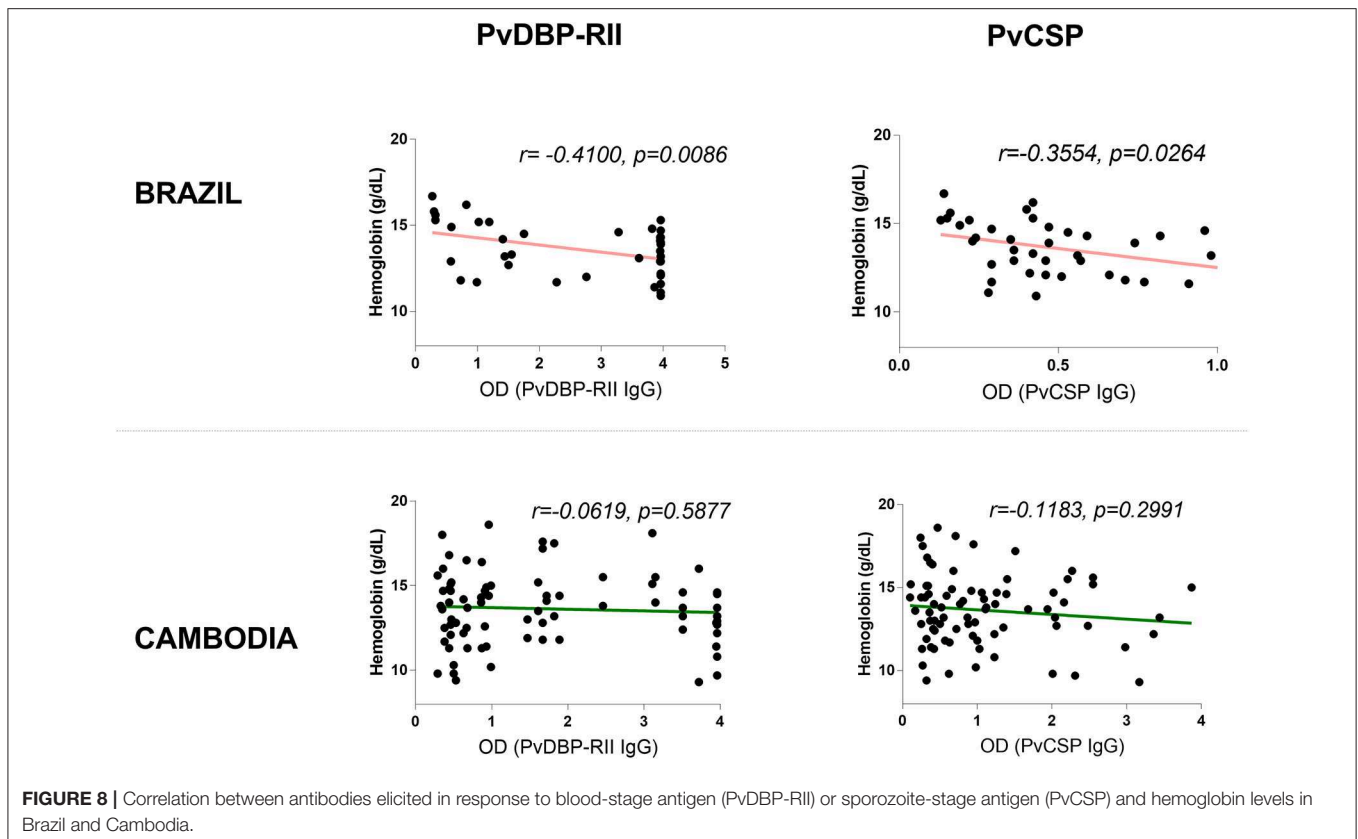 PvDBP-RII
PvCSP
BRAZIL
Hemoglobin (g/dL)
20
15
10
r= -0.4100, p=0.0086
0 1 2 3 4 5
OD (PvDBP-RII IgG)
Hemoglobin (g/dL)
20
15
10
r=-0.3554, p=0.0264
0.0 0.5 1.0
OD (PvCSP IgG)
CAMBODIA
Hemoglobin (g/dL)
20
15
10
r=-0.0619, p=0.5877
0 1 2 3 4
OD (PvDBP-RII IgG)
Hemoglobin (g/dL)
20
15
10
r=-0.1183, p=0.2991
0 1 2 3 4
OD (PvCSP IgG)
FIGURE 8 | Correlation between antibodies elicited in response to blood-stage antigen (PvDBP-RII) or sporozoite-stage antigen (PvCSP) and hemoglobin levels in
Brazil and Cambodia.